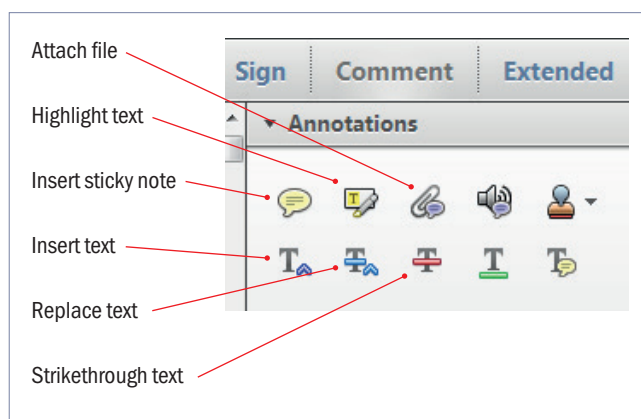 Attach file
Sign Comment Extended
Highlight text
Annotations
Insert sticky note
Insert text
Replace text
Strikethrough text